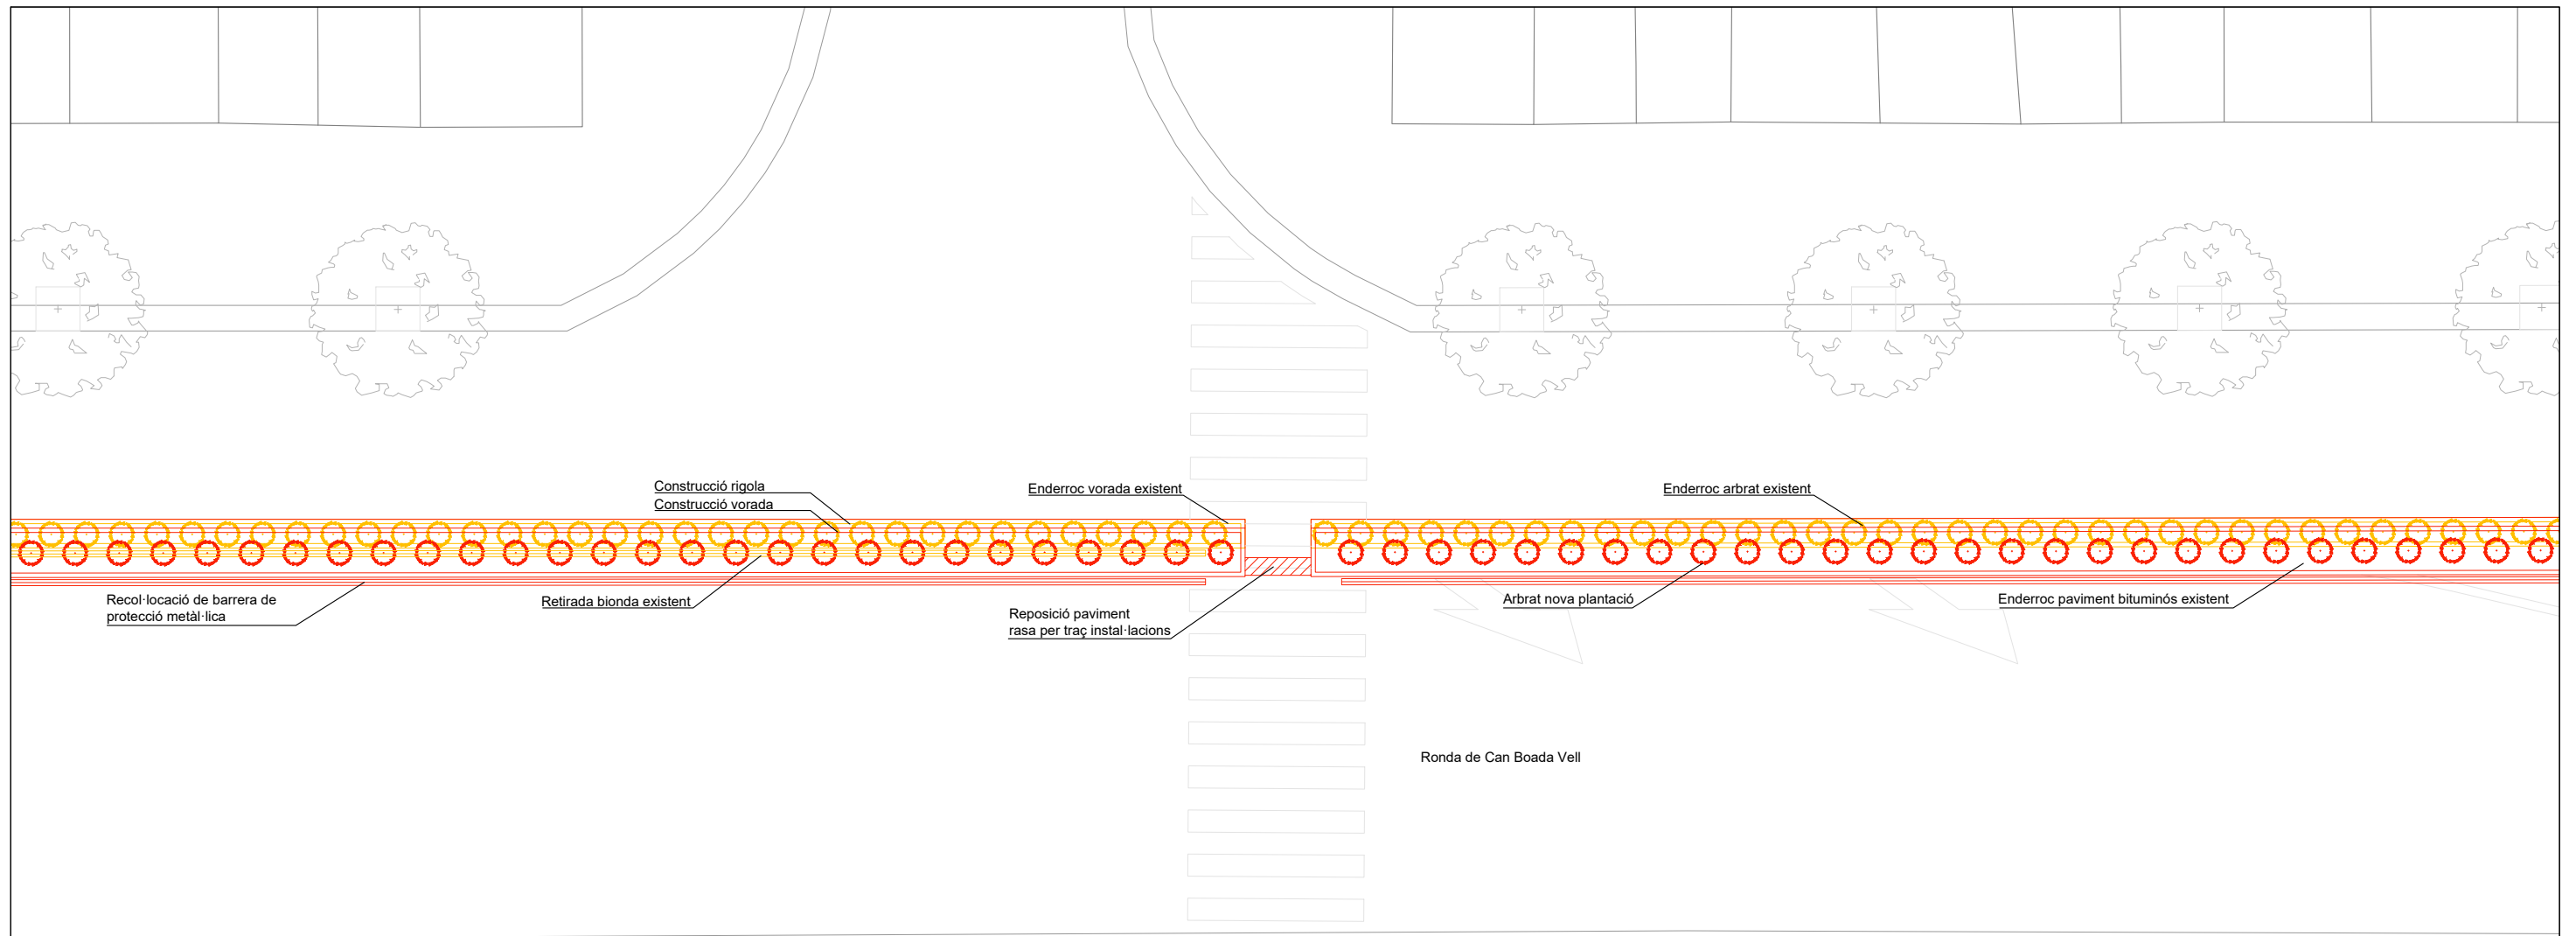 Construcció rigola
Construcció vorada
Enderroc vorada existent
Enderroc arbrat existent
Recol·locació de barrera de
protecció metàl·lica
Retirada bionda existent
Reposició paviment
rasa per traç instal·lacions
Arbrat nova plantació
Enderroc paviment bituminós existent
Ronda de Can Boada Vell